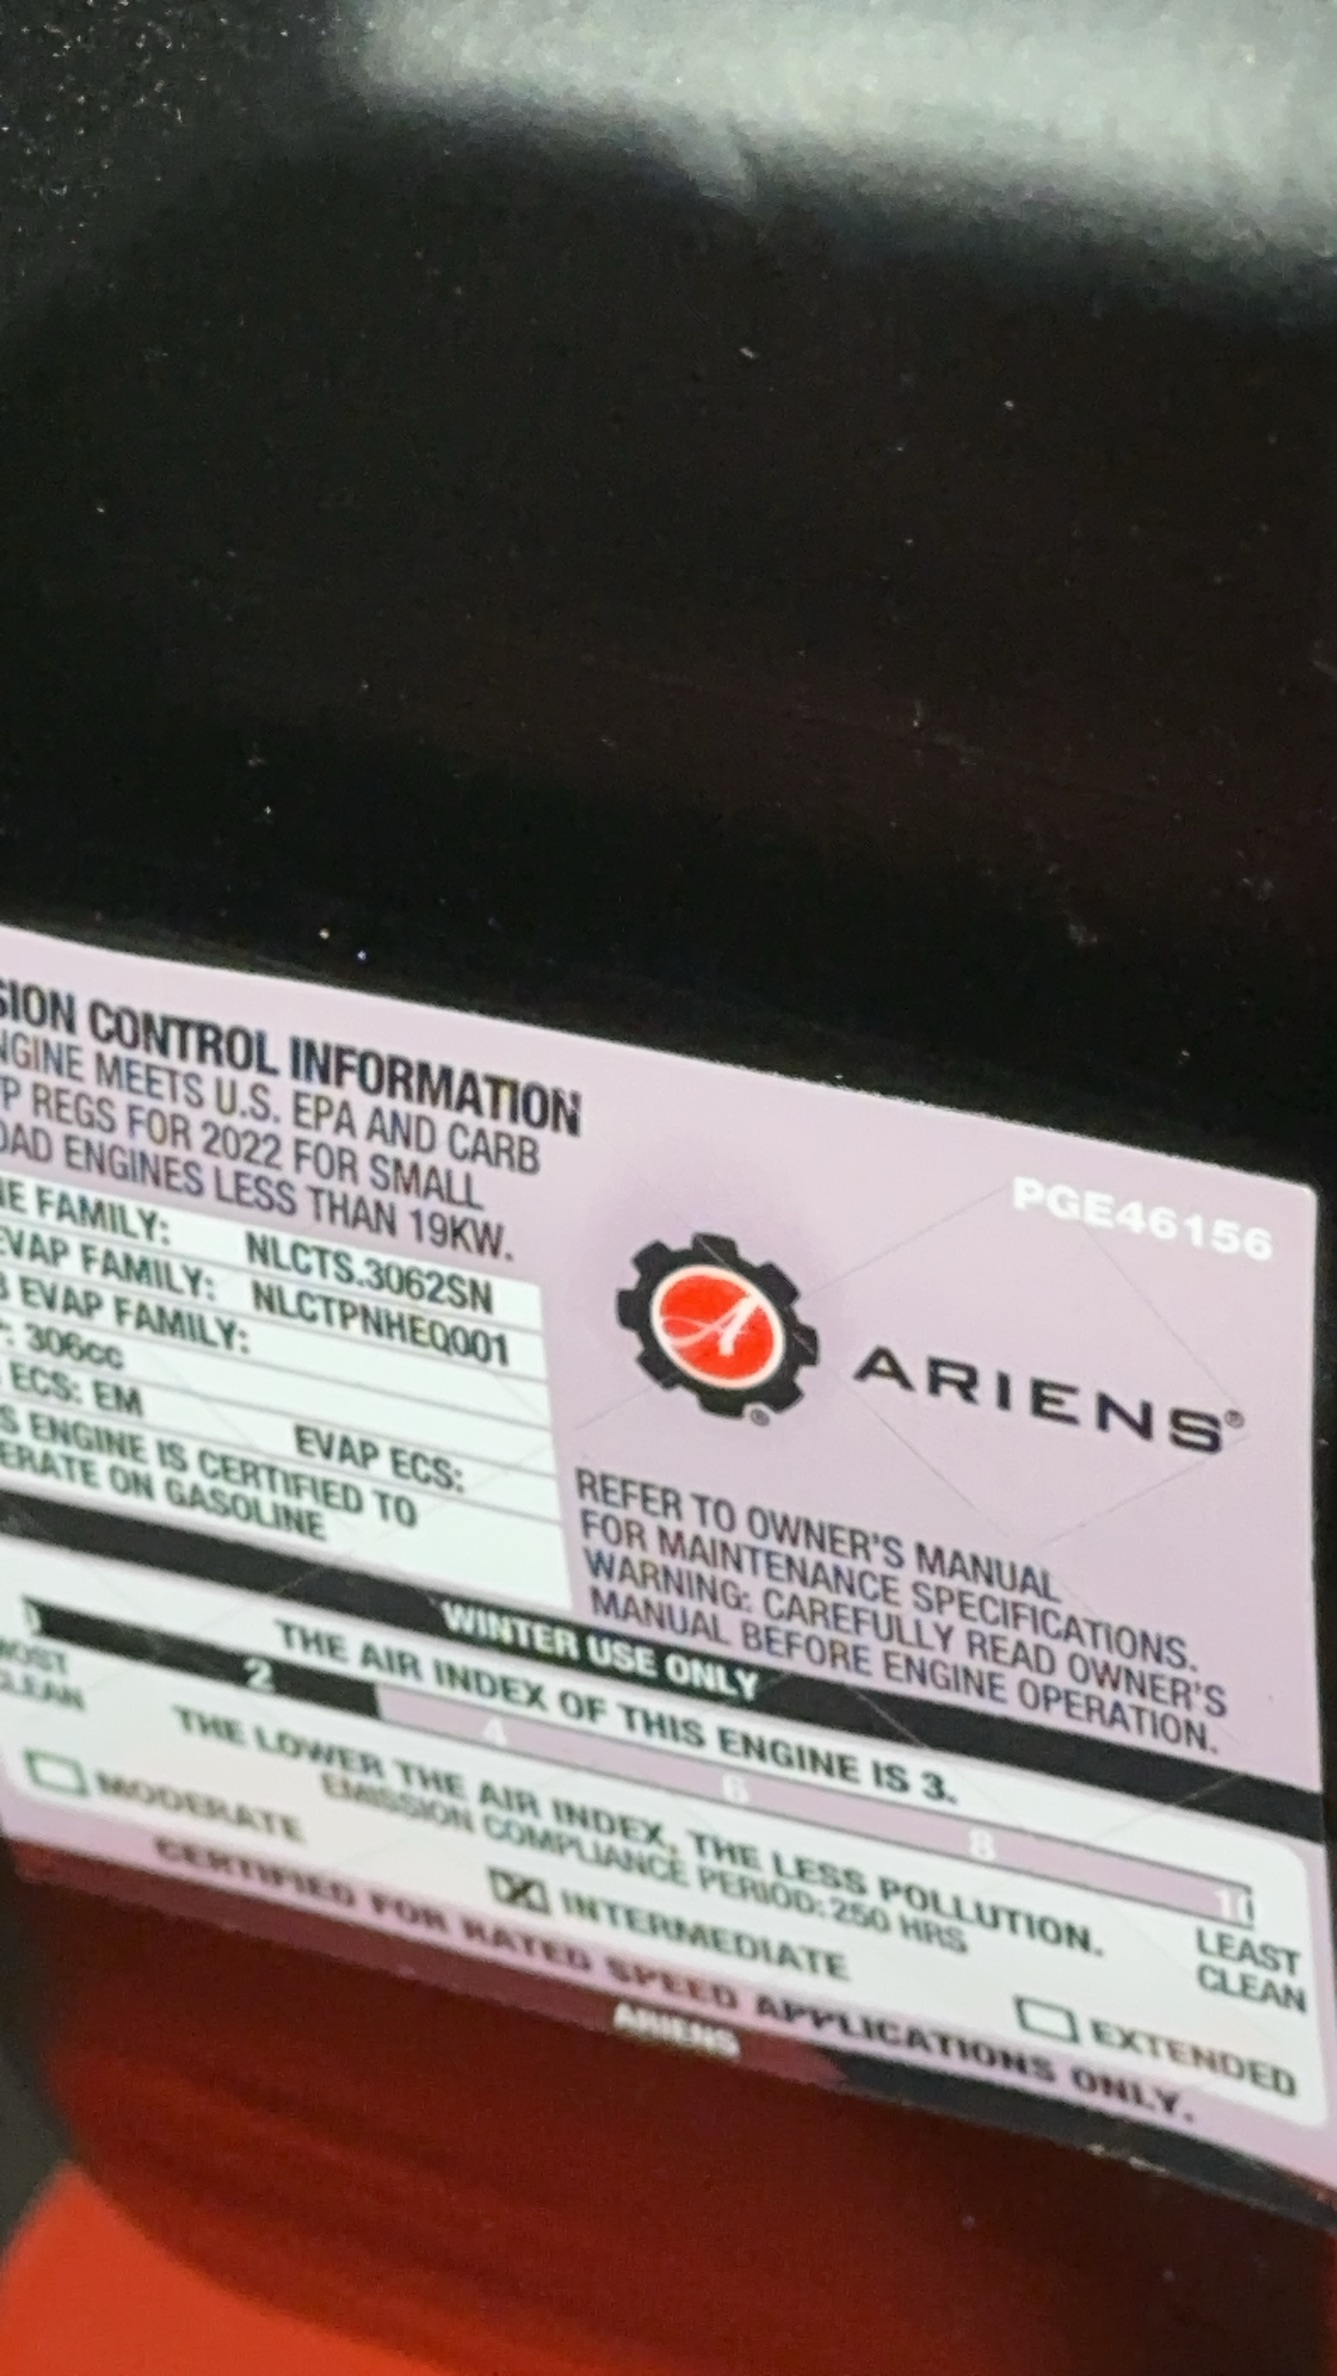 SION CONTROL INFORMATION
NGINE MEETS U.S. EPA AND CARB
P REGS FOR 2022 FOR SMALL
OAD ENGINES LESS THAN 19KW.
NE FAMILY: NLCTS.3062SN
EVAP FAMILY: NLCTPNHEQ001
B EVAP FAMILY:
: 306cc
ECS: EM
EVAP ECS:
S ENGINE IS CERTIFIED TO
ERATE ON GASOLINE
PGE46156
A
ARIENS®
REFER TO OWNER'S MANUAL
FOR MAINTENANCE SPECIFICATIONS.
WARNING: CAREFULLY READ OWNER'S
MANUAL BEFORE ENGINE OPERATION.
WINTER USE ONLY
THE AIR INDEX OF THIS ENGINE IS 3.
2 4 6 8 10
MOST
CLEAN
LEAST
CLEAN
THE LOWER THE AIR INDEX, THE LESS POLLUTION.
EMISSION COMPLIANCE PERIOD: 250 HRS
MODERATE
INTERMEDIATE
EXTENDED
CERTIFIED FOR RATED SPEED APPLICATIONS ONLY.
ARIENS